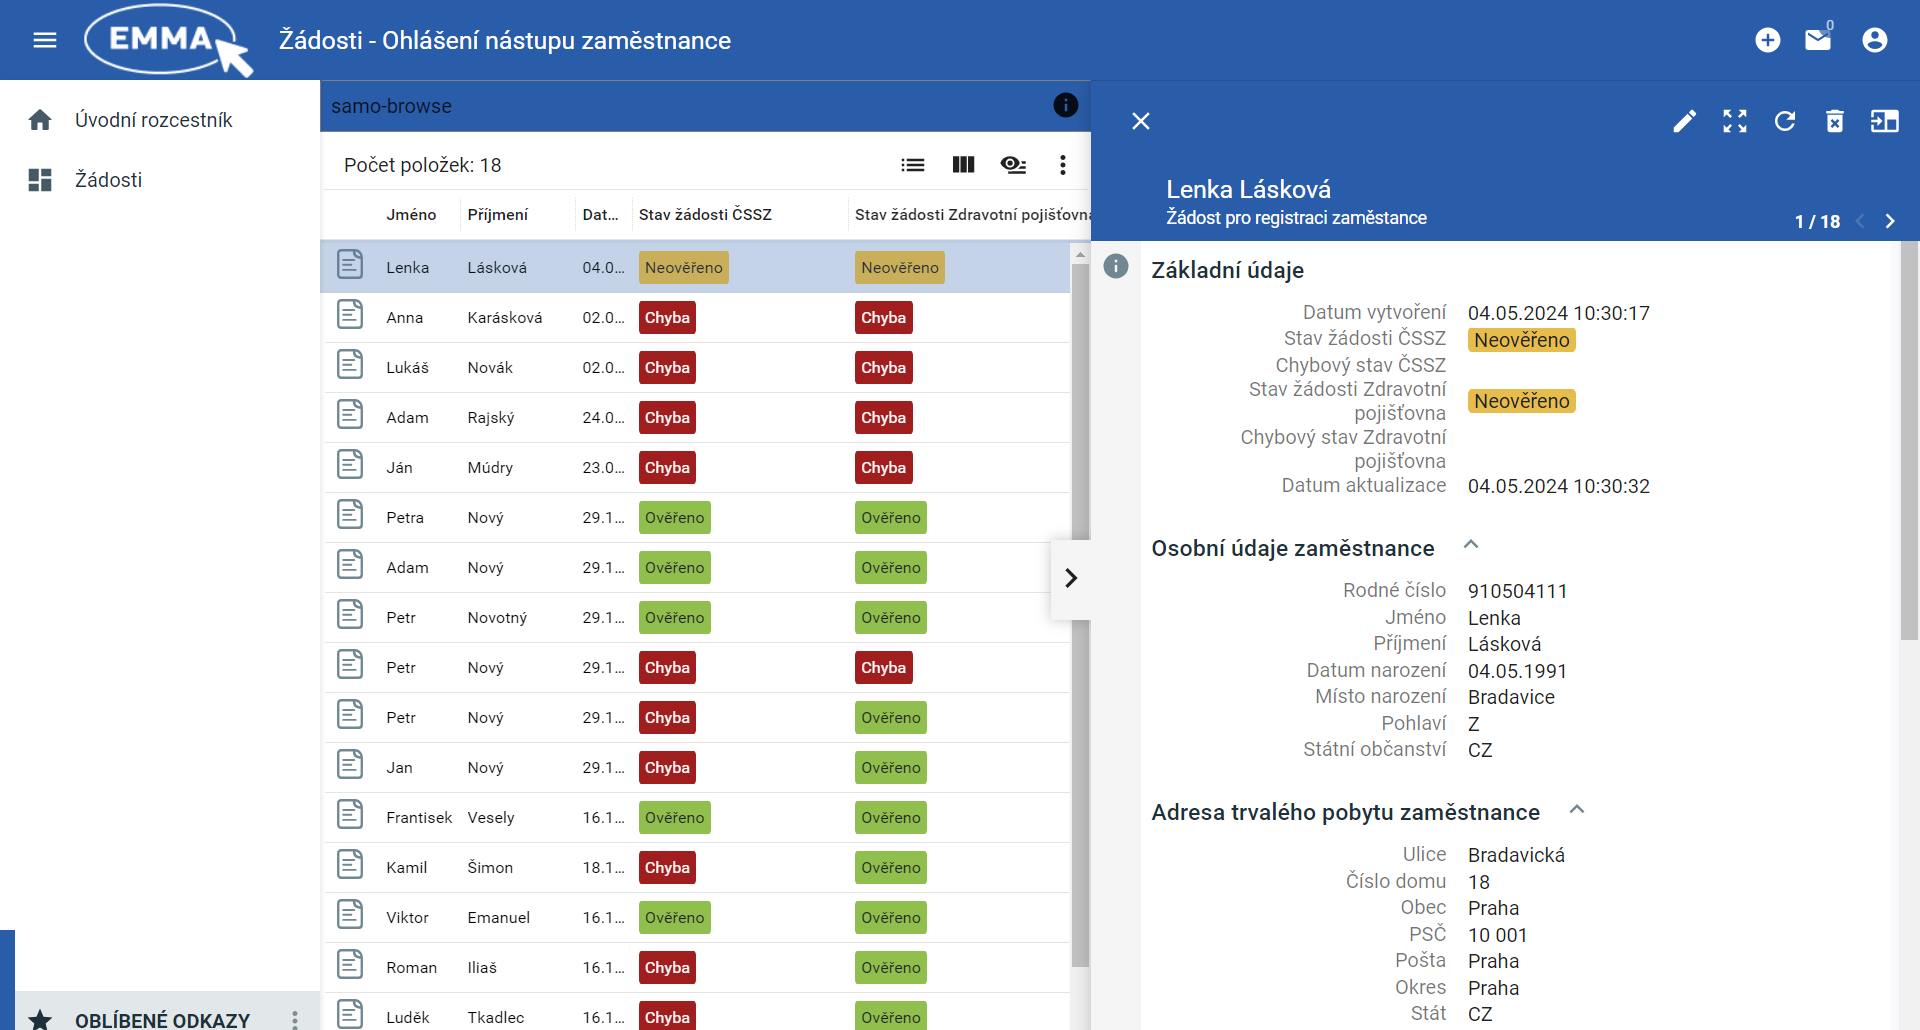 EMMA
Žádosti - Ohlášení nástupu zaměstnance
0
Úvodní rozcestník
Žádosti
OBLÍBENÉ ODKAZY
samo-browse
Počet položek: 18
Jméno Příjmení Dat... Stav žádosti ČSSZ Stav žádosti Zdravotní pojišťovna
Lenka Lásková 04.0... Neověřeno Neověřeno
Anna Karásková 02.0... Chyba Chyba
Lukáš Novák 02.0... Chyba Chyba
Adam Rajský 24.0... Chyba Chyba
Ján Múdry 23.0... Chyba Chyba
Petra Nový 29.1... Ověřeno Ověřeno
Adam Nový 29.1... Ověřeno Ověřeno
Petr Novotný 29.1... Ověřeno Ověřeno
Petr Nový 29.1... Chyba Chyba
Petr Nový 29.1... Chyba Ověřeno
Jan Nový 29.1... Chyba Ověřeno
Frantisek Vesely 16.1... Ověřeno Ověřeno
Kamil Šimon 18.1... Chyba Ověřeno
Viktor Emanuel 16.1... Ověřeno Ověřeno
Roman Iliaš 16.1... Chyba Ověřeno
Luděk Tkadlec 16.1... Chyba Ověřeno
Lenka Lásková
Žádost pro registraci zaměstance
1 / 18
Základní údaje
Datum vytvoření 04.05.2024 10:30:17
Stav žádosti ČSSZ Neověřeno
Chybový stav ČSSZ
Stav žádosti Zdravotní
pojišťovna Neověřeno
Chybový stav Zdravotní
pojišťovna
Datum aktualizace 04.05.2024 10:30:32
Osobní údaje zaměstnance
Rodné číslo 910504111
Jméno Lenka
Příjmení Lásková
Datum narození 04.05.1991
Místo narození Bradavice
Pohlaví Z
Státní občanství CZ
Adresa trvalého pobytu zaměstnance
Ulice Bradavická
Číslo domu 18
Obec Praha
PSČ 10 001
Pošta Praha
Okres Praha
Stát CZ